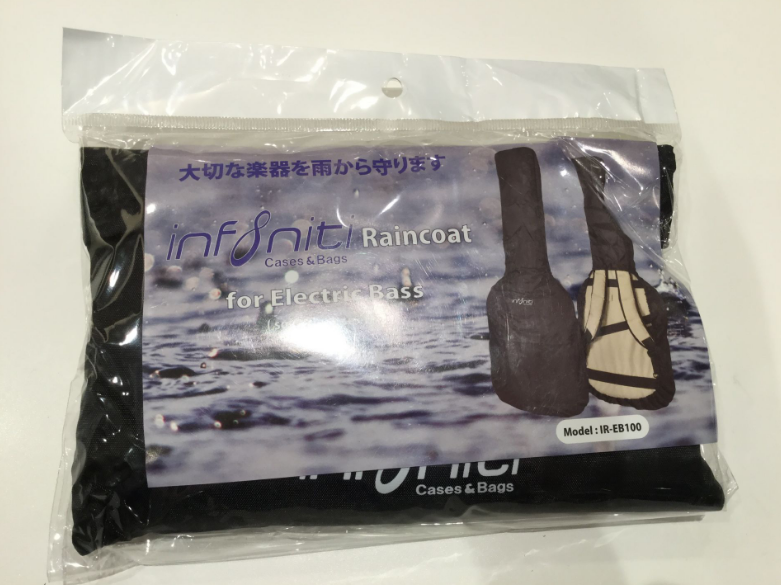 大切な楽器を雨から守ります
infiniti Raincoat
Cases & Bags
for Electric Bass
Model : IR-EB100
infiniti
Cases & Bags